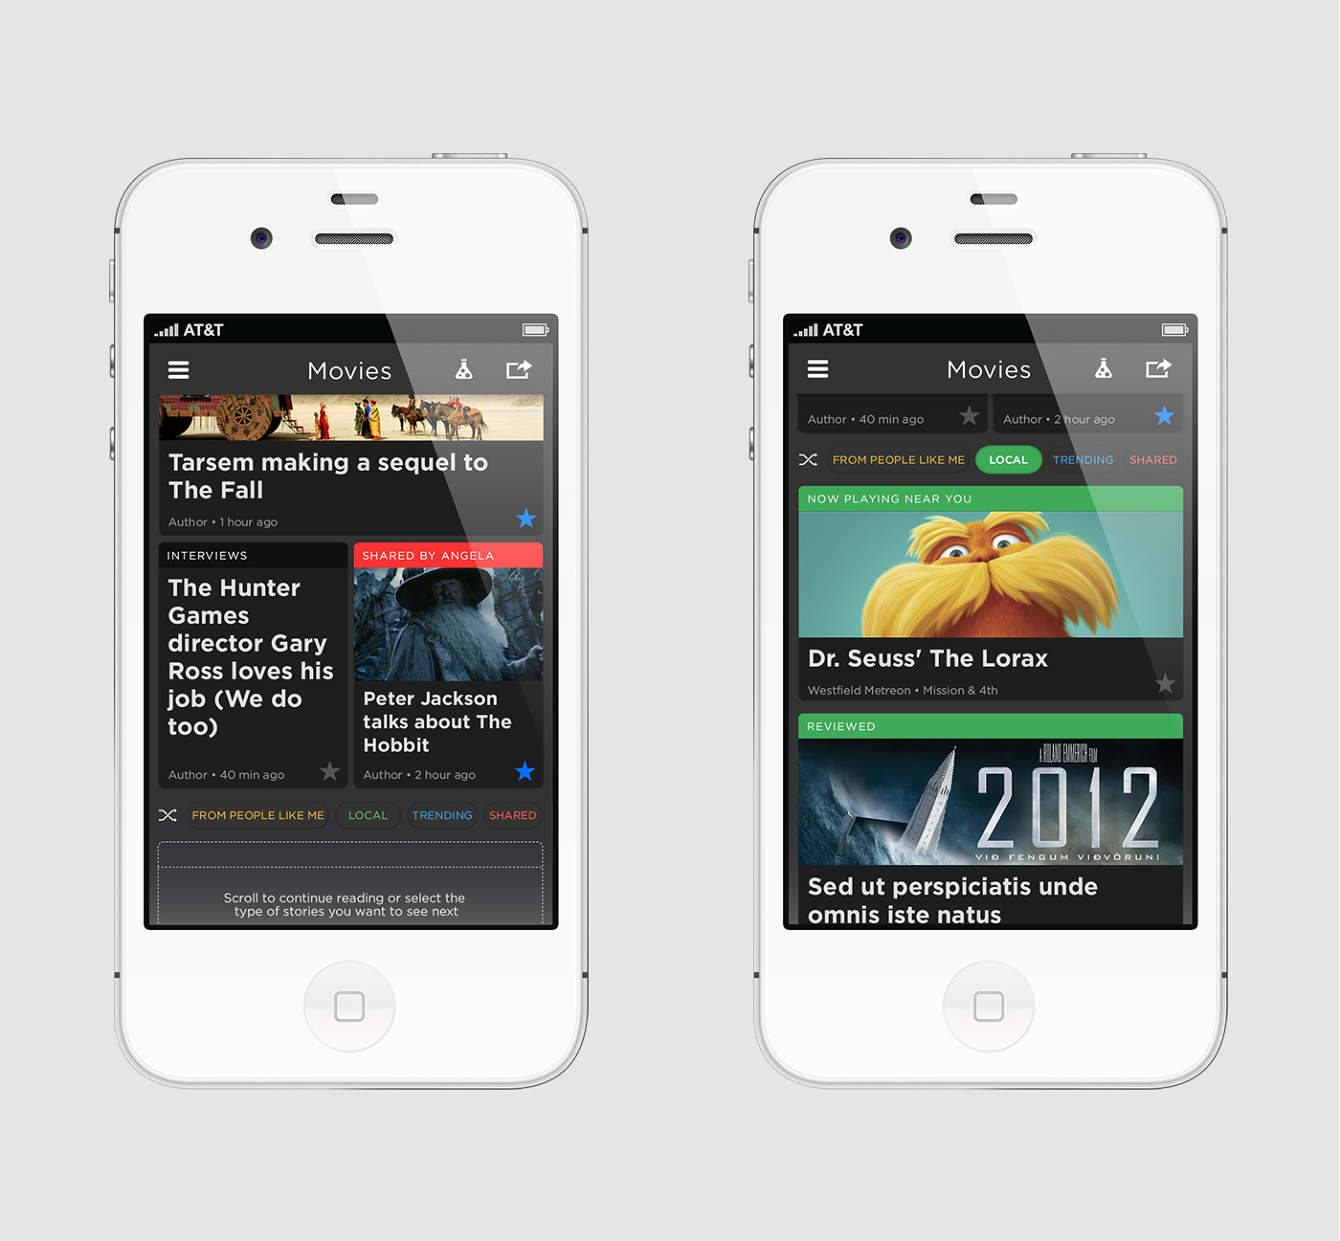 AT&T
Movies
Tarsem making a sequel to
The Fall
Author • 1 hour ago
INTERVIEWS
The Hunter
Games
director Gary
Ross loves his
job (We do
too)
Author • 40 min ago
SHARED BY ANGELA
Peter Jackson
talks about The
Hobbit
Author • 2 hour ago
FROM PEOPLE LIKE ME LOCAL TRENDING SHARED
Scroll to continue reading or select the
type of stories you want to see next
AT&T
Movies
Author • 40 min ago
Author • 2 hour ago
FROM PEOPLE LIKE ME LOCAL TRENDING SHARED
NOW PLAYING NEAR YOU
Dr. Seuss' The Lorax
Westfield Metreon • Mission & 4th
REVIEWED
A ROLAND EMMERICH FILM
2012
VIÐ FENGUM VIÐVÖRUN!
Sed ut perspiciatis unde
omnis iste natus